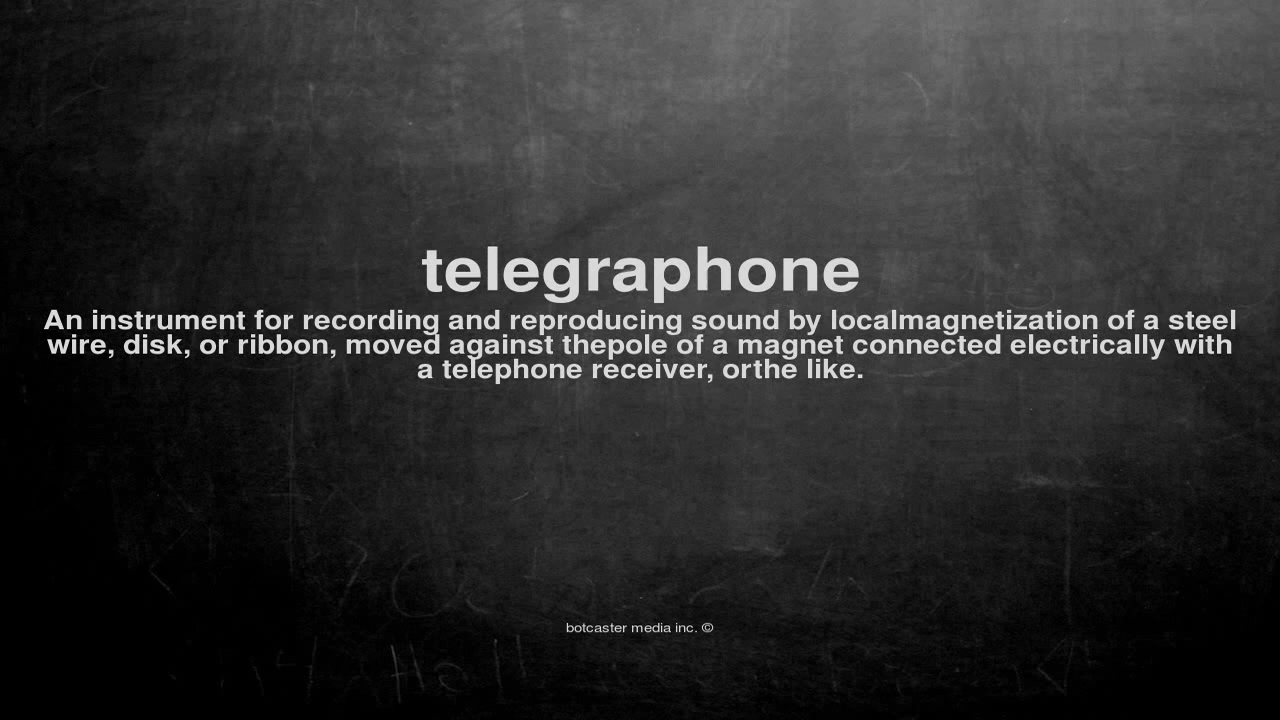 telegraphone
An instrument for recording and reproducing sound by localmagnetization of a steel
wire, disk, or ribbon, moved against thepole of a magnet connected electrically with
a telephone receiver, orthe like.
botcaster media inc. ©